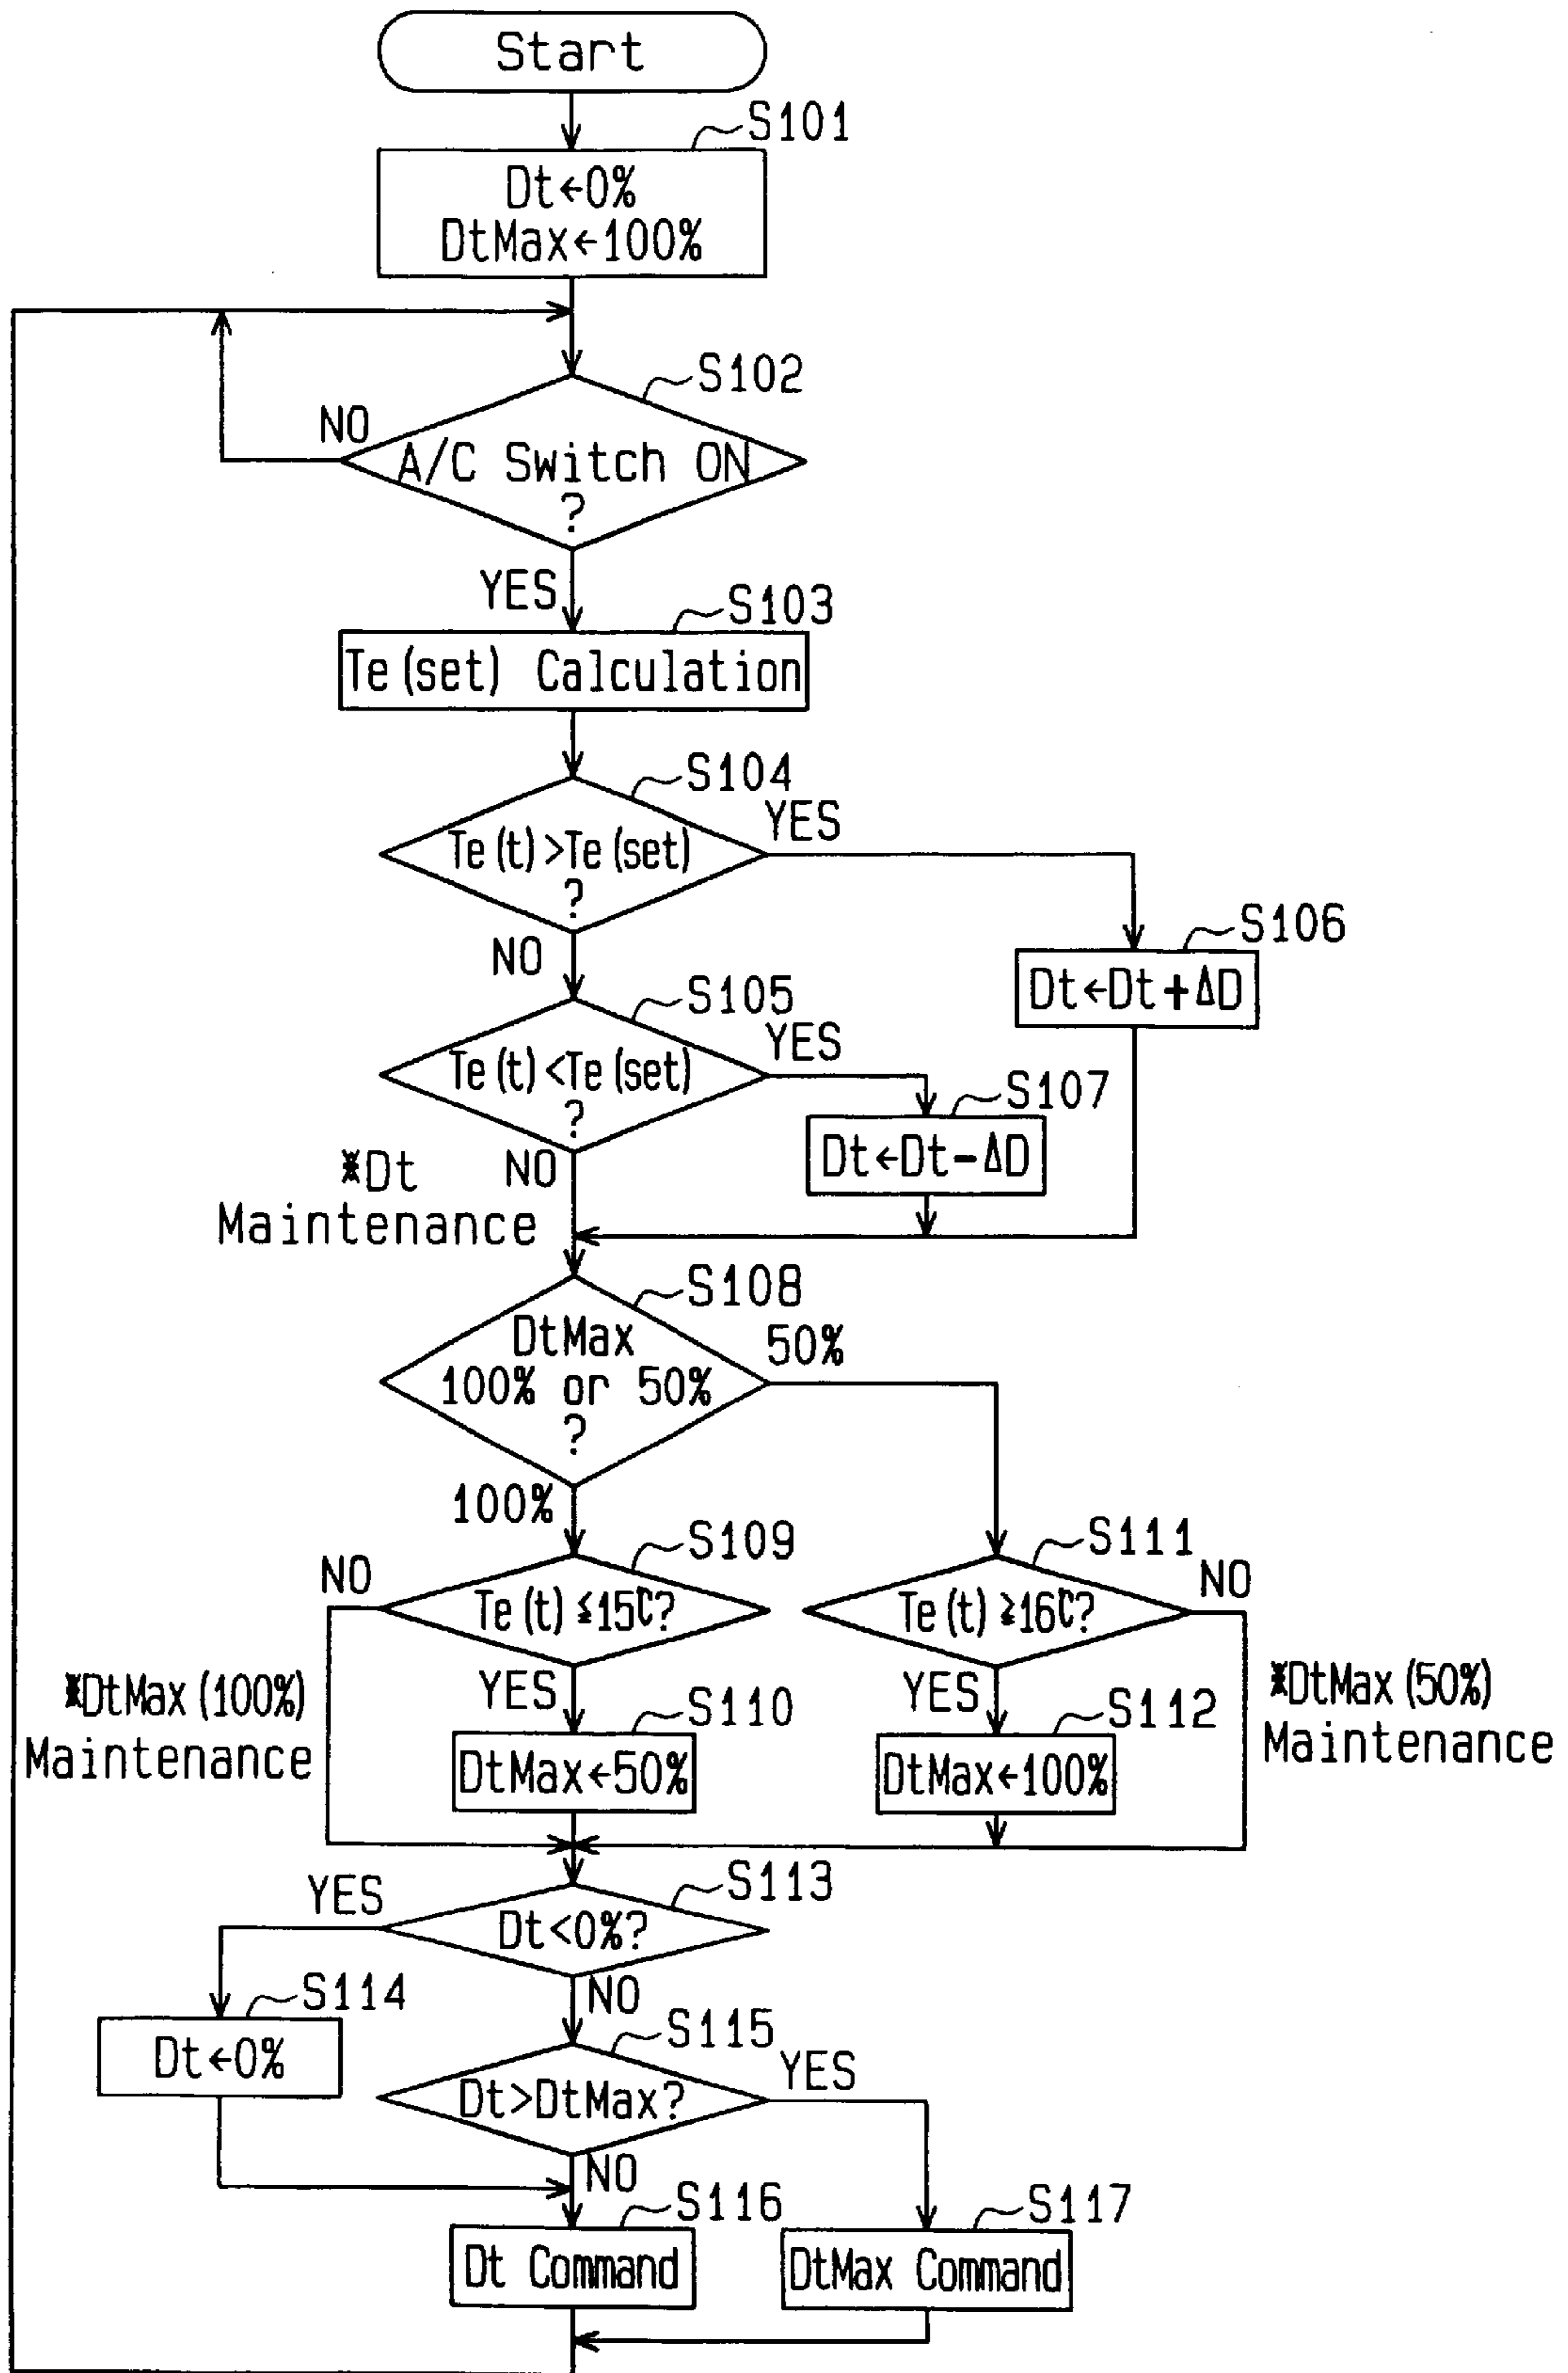 Start
S101
Dt←0%
DtMax←100%
S102
NO
A/C Switch ON
?
YES
S103
Te(set) Calculation
S104
YES
Te(t)>Te(set)
?
NO
S106
Dt←Dt+ΔD
S105
YES
Te(t)<Te(set)
?
S107
Dt←Dt-ΔD
NO
*Dt
Maintenance
S108
DtMax
100% or 50%
?
50%
100%
S109
NO
Te(t)≦15℃?
S111
NO
Te(t)≧16℃?
YES
YES
*DtMax(100%)
Maintenance
*DtMax(50%)
Maintenance
S110
DtMax←50%
S112
DtMax←100%
S113
YES
Dt<0%?
NO
S114
Dt←0%
S115
YES
Dt>DtMax?
NO
S116
Dt Command
S117
DtMax Command